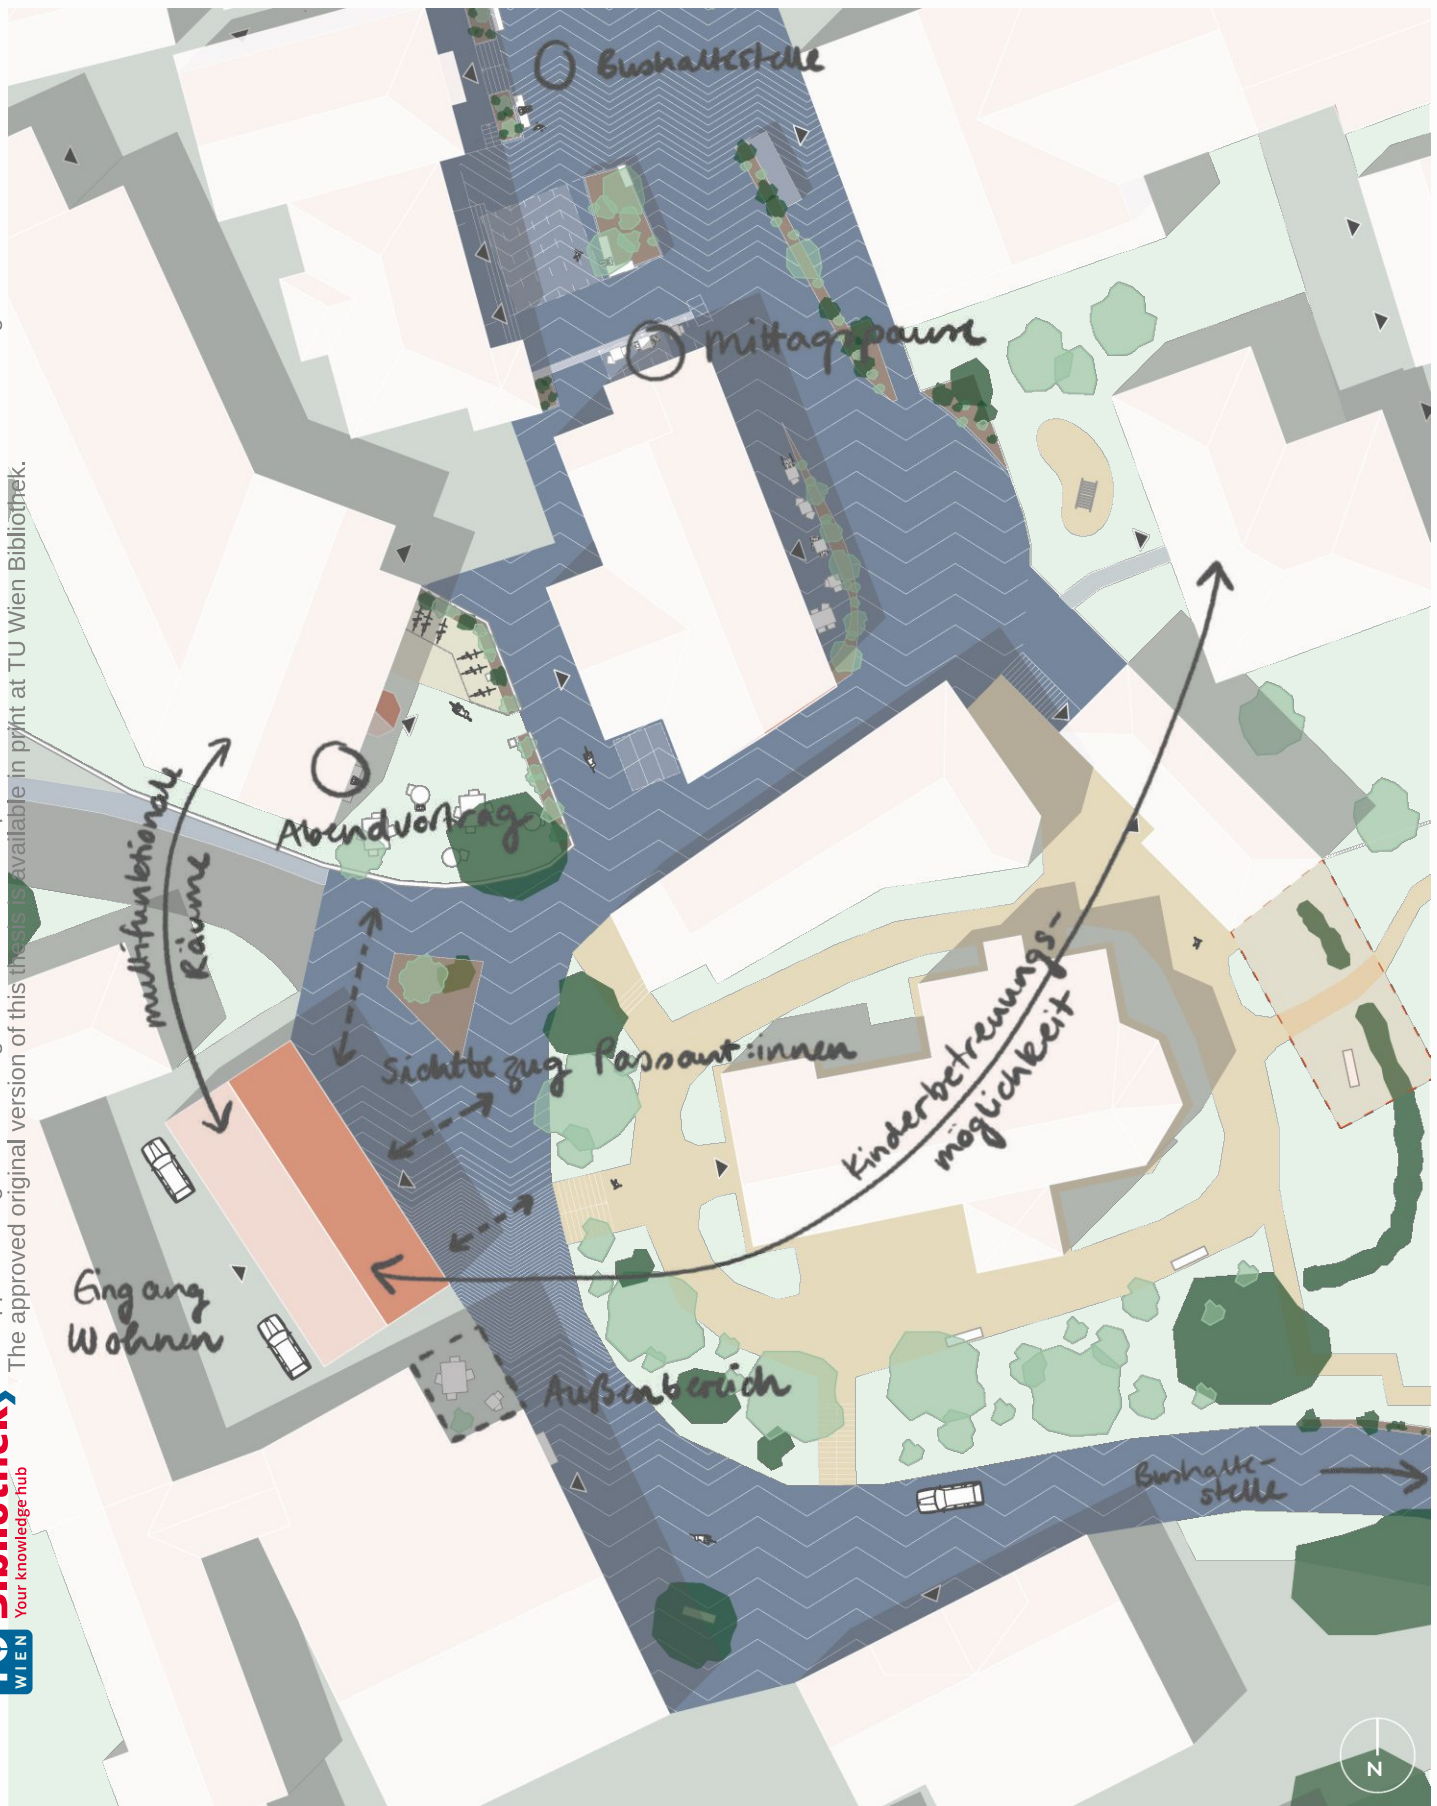 Bushaltestelle
Mittagspause
Abendvortrag
multifunktionale
Räume
Sichtbezug Passant:innen
Kinderbetreuungs-
möglichkeit
Eingang
Wohnen
Außenbereich
Bushalte-
stelle
N
The approved original version of this thesis is available in print at TU Wien Bibliothek.
Bibliothek
Your knowledge hub
WIEN